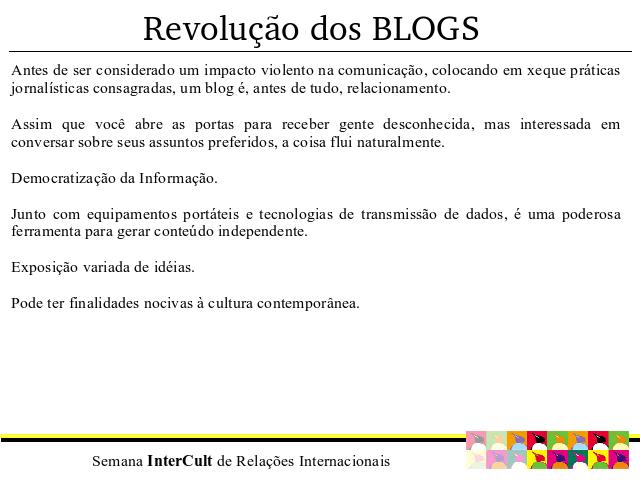 Revolução dos BLOGS
Antes de ser considerado um impacto violento na comunicação, colocando em xeque práticas
jornalísticas consagradas, um blog é, antes de tudo, relacionamento.
Assim que você abre as portas para receber gente desconhecida, mas interessada em
conversar sobre seus assuntos preferidos, a coisa flui naturalmente.
Democratização da Informação.
Junto com equipamentos portáteis e tecnologias de transmissão de dados, é uma poderosa
ferramenta para gerar conteúdo independente.
Exposição variada de idéias.
Pode ter finalidades nocivas à cultura contemporânea.
Semana InterCult de Relações Internacionais